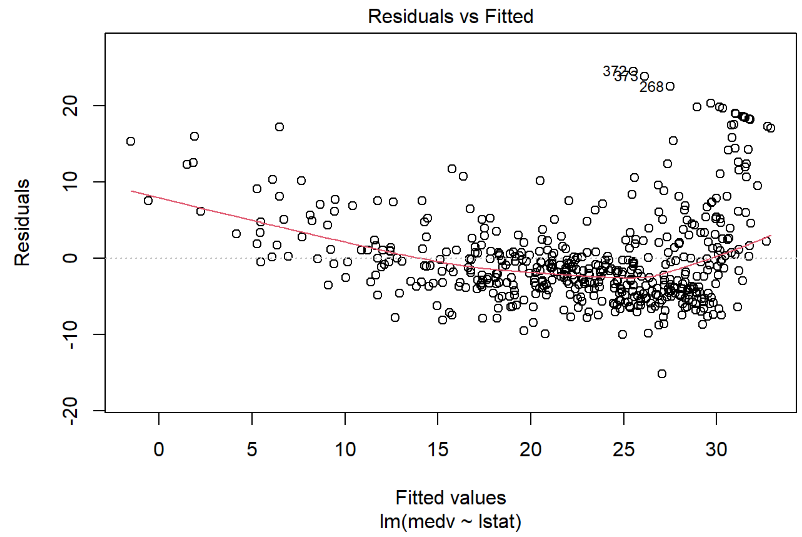 Residuals vs Fitted
372
373
268
Residuals
20
10
0
-10
-20
0 5 10 15 20 25 30
Fitted values
lm(medv ~ lstat)